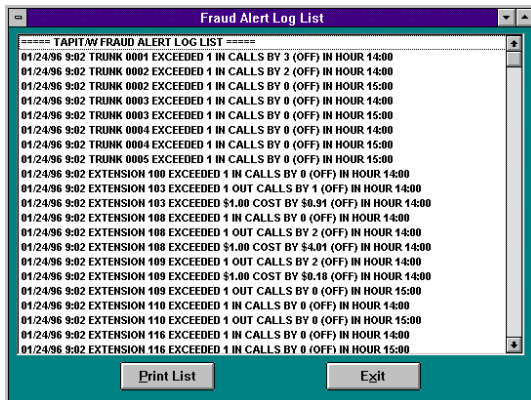 Fraud Alert Log List
===== TAPIT/W FRAUD ALERT LOG LIST =====
01/24/96 9:02 TRUNK 0001 EXCEEDED 1 IN CALLS BY 3 (OFF) IN HOUR 14:00
01/24/96 9:02 TRUNK 0002 EXCEEDED 1 IN CALLS BY 2 (OFF) IN HOUR 14:00
01/24/96 9:02 TRUNK 0002 EXCEEDED 1 IN CALLS BY 0 (OFF) IN HOUR 15:00
01/24/96 9:02 TRUNK 0003 EXCEEDED 1 IN CALLS BY 0 (OFF) IN HOUR 14:00
01/24/96 9:02 TRUNK 0003 EXCEEDED 1 IN CALLS BY 0 (OFF) IN HOUR 15:00
01/24/96 9:02 TRUNK 0004 EXCEEDED 1 IN CALLS BY 0 (OFF) IN HOUR 14:00
01/24/96 9:02 TRUNK 0004 EXCEEDED 1 IN CALLS BY 0 (OFF) IN HOUR 15:00
01/24/96 9:02 TRUNK 0005 EXCEEDED 1 IN CALLS BY 0 (OFF) IN HOUR 15:00
01/24/96 9:02 EXTENSION 100 EXCEEDED 1 IN CALLS BY 0 (OFF) IN HOUR 14:00
01/24/96 9:02 EXTENSION 103 EXCEEDED 1 OUT CALLS BY 1 (OFF) IN HOUR 14:00
01/24/96 9:02 EXTENSION 103 EXCEEDED $1.00 COST BY $0.91 (OFF) IN HOUR 14:00
01/24/96 9:02 EXTENSION 108 EXCEEDED 1 IN CALLS BY 0 (OFF) IN HOUR 14:00
01/24/96 9:02 EXTENSION 108 EXCEEDED 1 OUT CALLS BY 2 (OFF) IN HOUR 14:00
01/24/96 9:02 EXTENSION 108 EXCEEDED $1.00 COST BY $4.01 (OFF) IN HOUR 14:00
01/24/96 9:02 EXTENSION 109 EXCEEDED 1 OUT CALLS BY 2 (OFF) IN HOUR 14:00
01/24/96 9:02 EXTENSION 109 EXCEEDED $1.00 COST BY $0.18 (OFF) IN HOUR 14:00
01/24/96 9:02 EXTENSION 109 EXCEEDED 1 OUT CALLS BY 0 (OFF) IN HOUR 15:00
01/24/96 9:02 EXTENSION 110 EXCEEDED 1 IN CALLS BY 0 (OFF) IN HOUR 14:00
01/24/96 9:02 EXTENSION 110 EXCEEDED 1 OUT CALLS BY 0 (OFF) IN HOUR 15:00
01/24/96 9:02 EXTENSION 116 EXCEEDED 1 IN CALLS BY 0 (OFF) IN HOUR 14:00
01/24/96 9:02 EXTENSION 116 EXCEEDED 1 IN CALLS BY 0 (OFF) IN HOUR 15:00
Print List
Exit